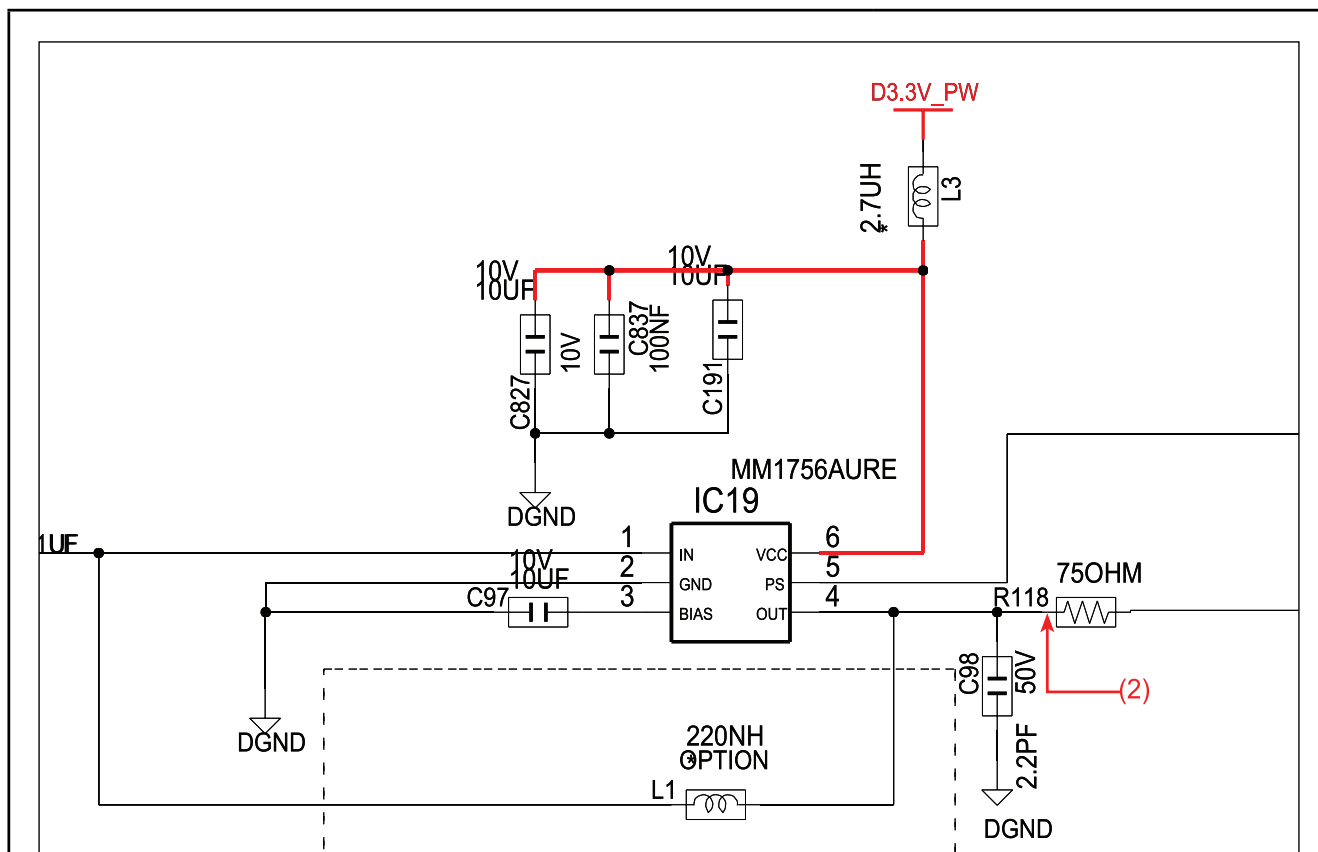 D3.3V_PW
2.7UH
*
L3
10V
10UF
10V
10UF
C827
10V
C837
100NF
C191
DGND
MM1756AURE
IC19
1UF
1
IN
VCC
6
10V
10UF
2
GND
PS
5
C97
3
BIAS
OUT
4
R118
75OHM
C98
50V
2.2PF
(2)
DGND
220NH
*OPTION
L1
DGND